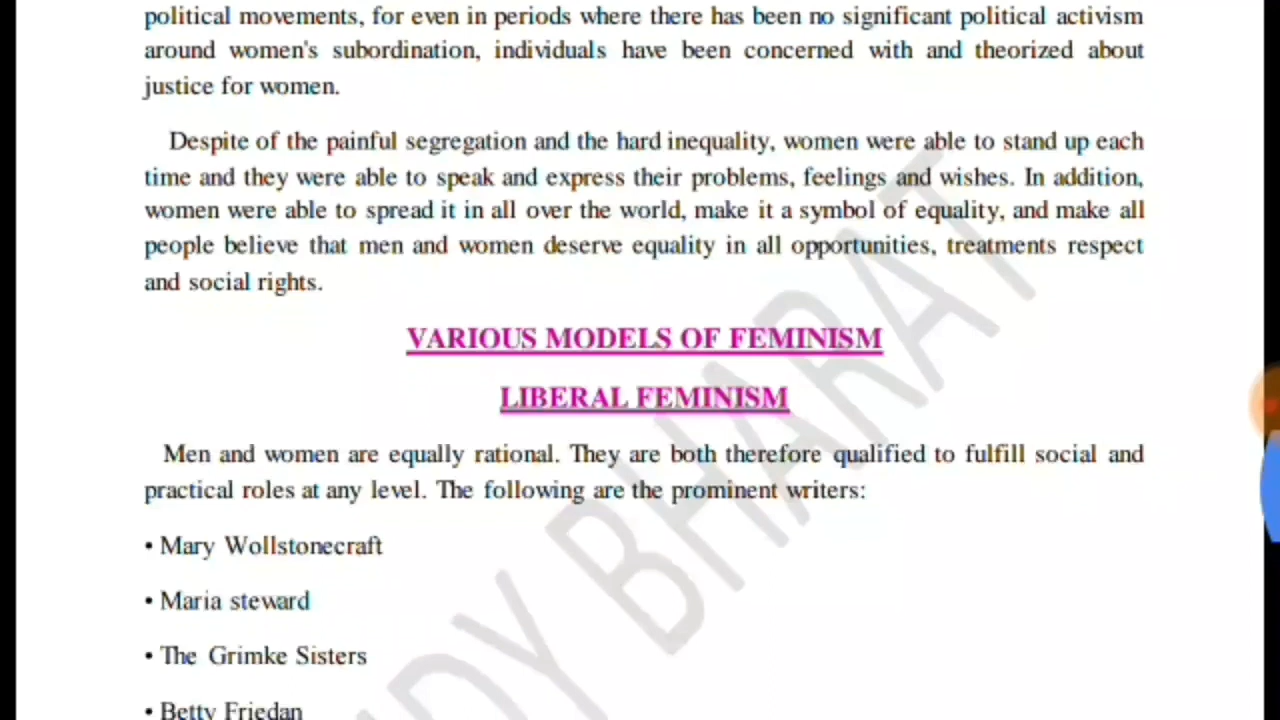 political movements, for even in periods where there has been no significant political activism
around women's subordination, individuals have been concerned with and theorized about
justice for women.
Despite of the painful segregation and the hard inequality, women were able to stand up each
time and they were able to speak and express their problems, feelings and wishes. In addition,
women were able to spread it in all over the world, make it a symbol of equality, and make all
people believe that men and women deserve equality in all opportunities, treatments respect
and social rights.
VARIOUS MODELS OF FEMINISM
LIBERAL FEMINISM
Men and women are equally rational. They are both therefore qualified to fulfill social and
practical roles at any level. The following are the prominent writers:
• Mary Wollstonecraft
• Maria steward
• The Grimke Sisters
• Betty Friedan
DY BHARAT